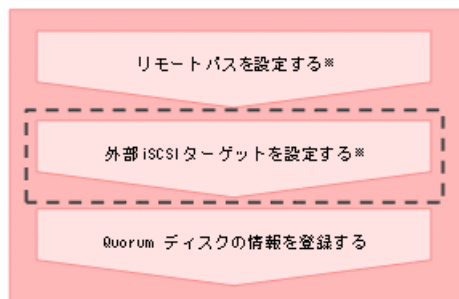 リモートパスを設定する※
外部iSCSIターゲットを設定する※
Quorum ディスクの情報を登録する